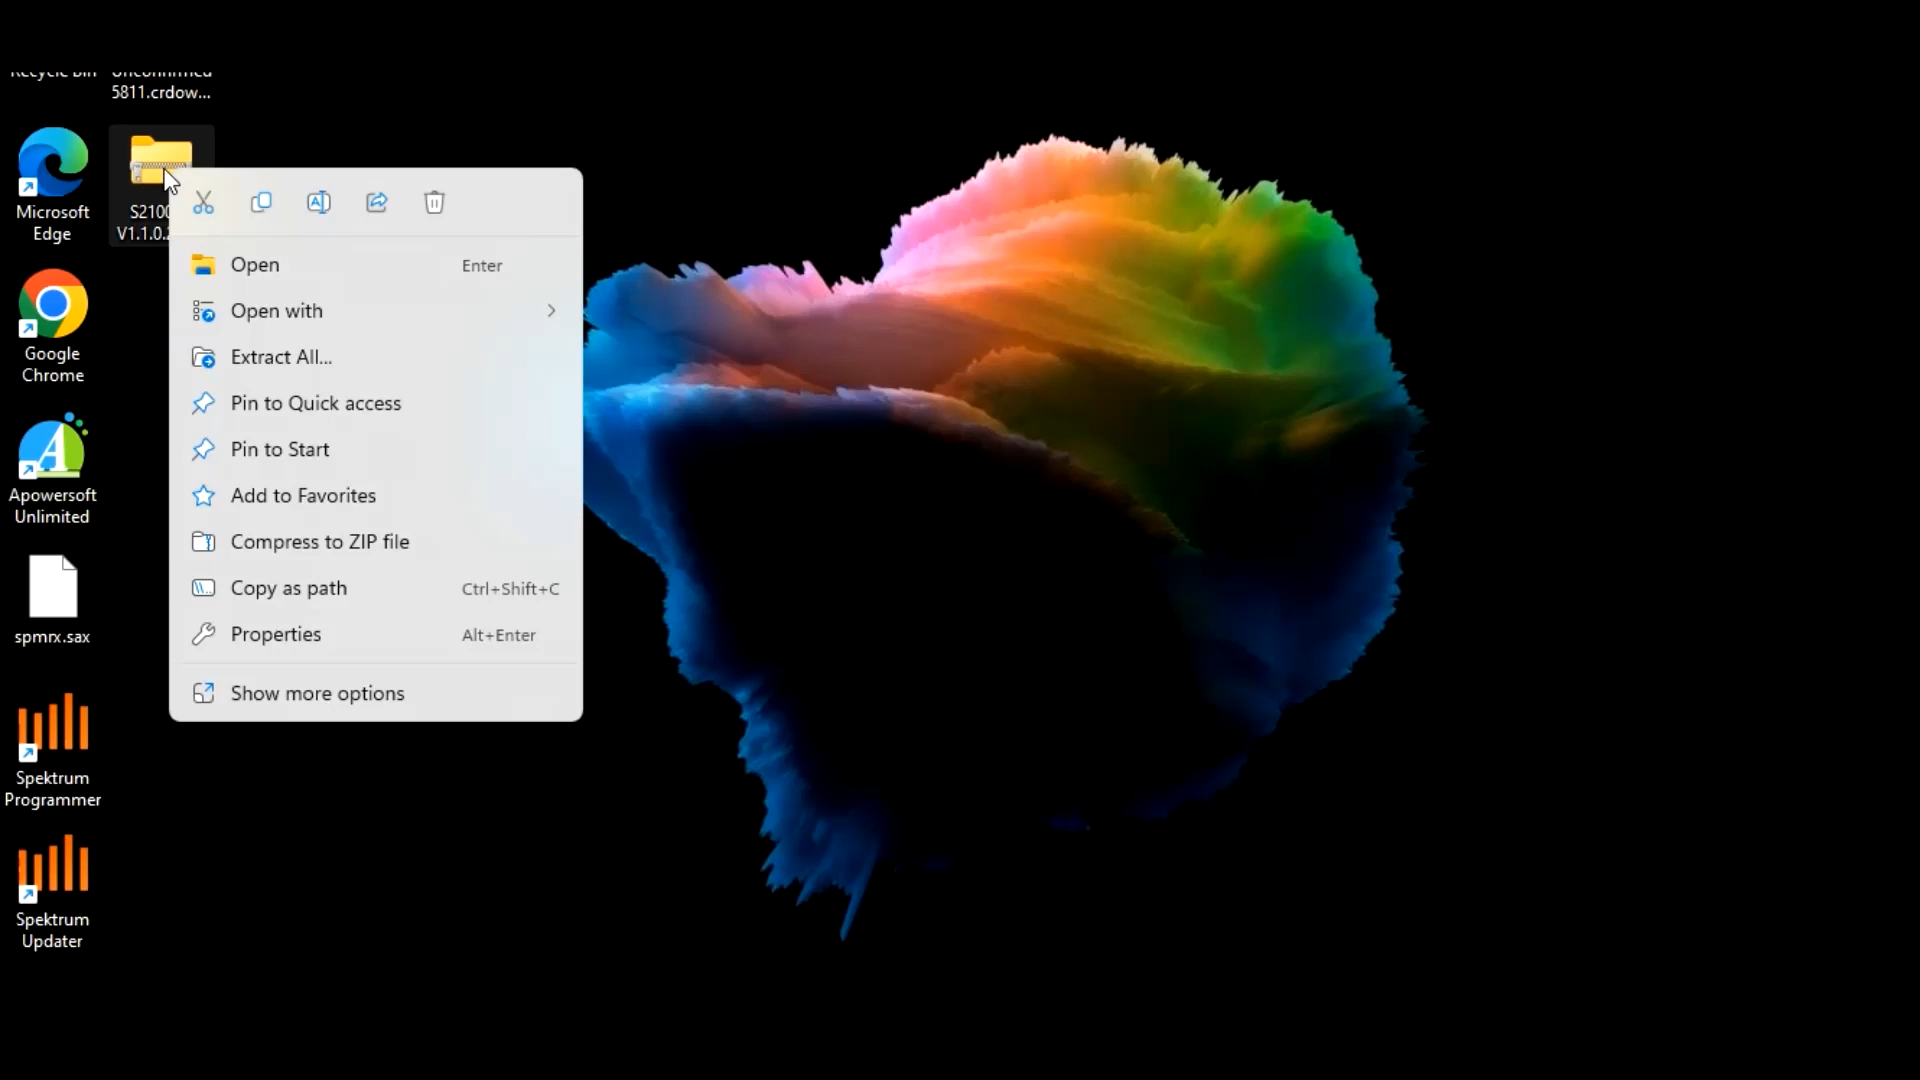 Recycle Bin
Unconfirmed
5811.crdow...
Microsoft
Edge
S2100
V1.1.0.
Google
Chrome
Apowersoft
Unlimited
spmrx.sax
Spektrum
Programmer
Spektrum
Updater
Open Enter
Open with
Extract All...
Pin to Quick access
Pin to Start
Add to Favorites
Compress to ZIP file
Copy as path Ctrl+Shift+C
Properties Alt+Enter
Show more options